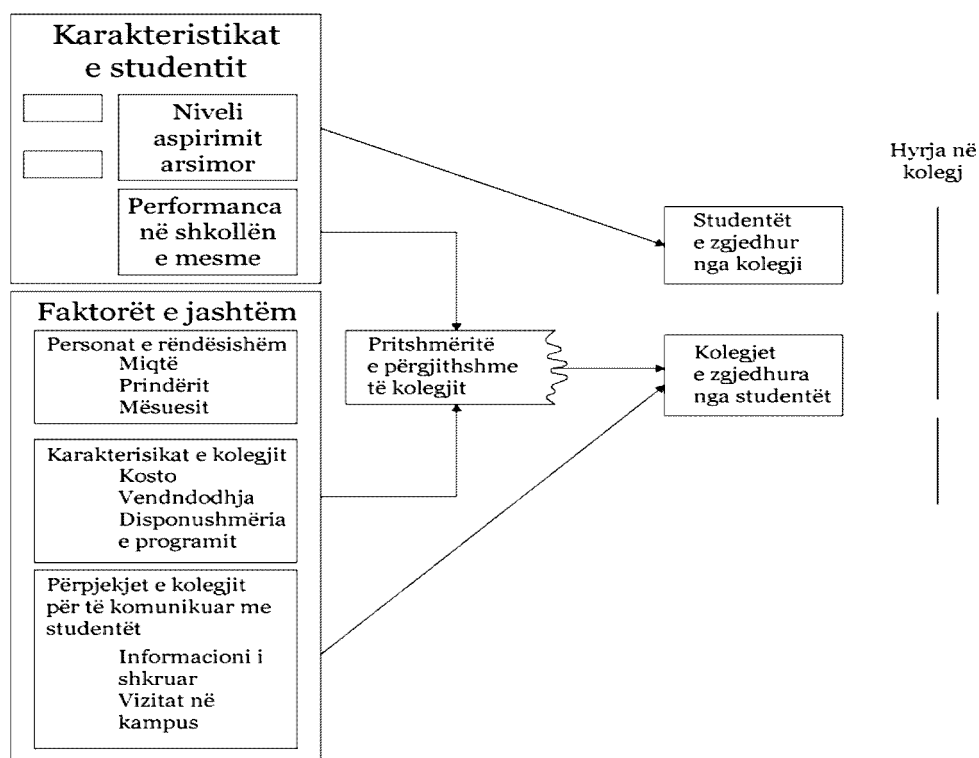 Karakteristikat
e studentit
Niveli
aspirimit
arsimor
Performanca
në shkollën
e mesme
Faktorët e jashtëm
Personat e rëndësishëm
Miqtë
Prindërit
Mësuesit
Karakterisikat e kolegjit
Kosto
Vendndodhja
Disponushmëria
e programit
Përpjekjet e kolegjit
për të komunikuar me
studentët
Informacioni i
shkruar
Vizitat në
kampus
Pritshmëritë
e përgjithshme
të kolegjit
Studentët
e zgjedhur
nga kolegji
Kolegjet
e zgjedhura
nga studentët
Hyrja në
kolegj